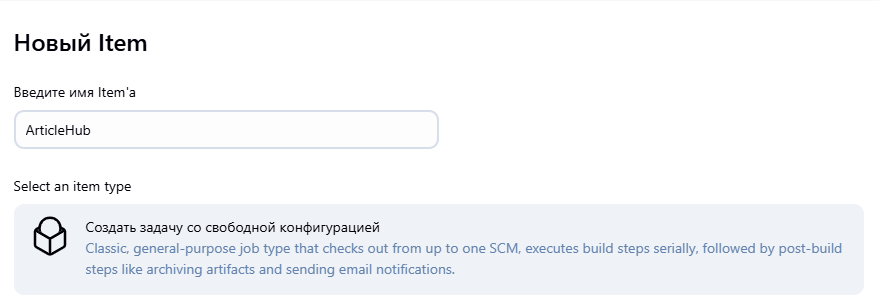 Новый Item
Введите имя Item'а
ArticleHub
Select an item type
Создать задачу со свободной конфигурацией
Classic, general-purpose job type that checks out from up to one SCM, executes build steps serially, followed by post-build
steps like archiving artifacts and sending email notifications.